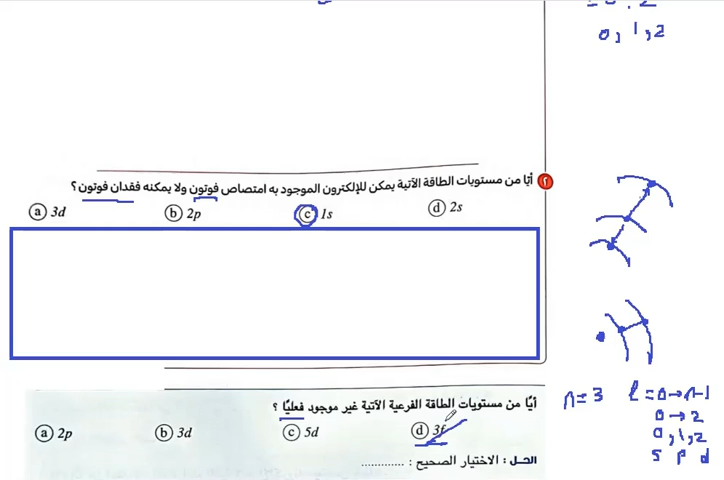 = 0 : 2
0, 1, 2
٢ أيًا من مستويات الطاقة الآتية يمكن للإلكترون الموجود به امتصاص فوتون ولا يمكنه فقدان فوتون ؟
a 3d b 2p c 1s d 2s
أيًا من مستويات الطاقة الفرعية الآتية غير موجود فعليًا ؟
a 2p b 3d c 5d d 3f
الحل : الاختيار الصحيح : ............
n = 3 ℓ = 0 → n-1
0 → 2
0, 1, 2
s p d